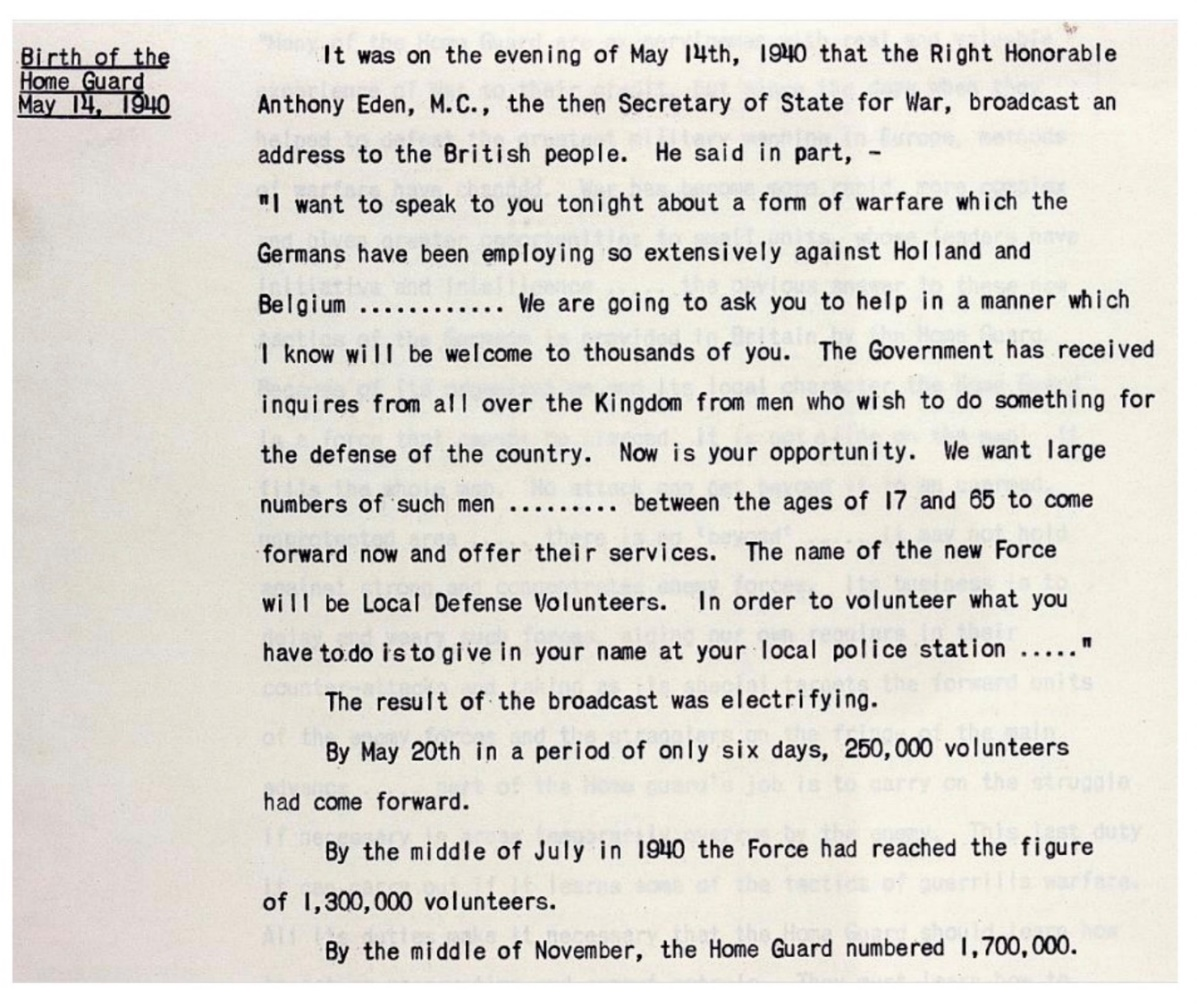 Birth of the
Home Guard
May 14, 1940
It was on the evening of May 14th, 1940 that the Right Honorable
Anthony Eden, M.C., the then Secretary of State for War, broadcast an
address to the British people. He said in part, -
"I want to speak to you tonight about a form of warfare which the
Germans have been employing so extensively against Holland and
Belgium ............ We are going to ask you to help in a manner which
I know will be welcome to thousands of you. The Government has received
inquires from all over the Kingdom from men who wish to do something for
the defense of the country. Now is your opportunity. We want large
numbers of such men ......... between the ages of 17 and 65 to come
forward now and offer their services. The name of the new Force
will be Local Defense Volunteers. In order to volunteer what you
have to do is to give in your name at your local police station ....."
The result of the broadcast was electrifying.
By May 20th in a period of only six days, 250,000 volunteers
had come forward.
By the middle of July in 1940 the Force had reached the figure
of 1,300,000 volunteers.
By the middle of November, the Home Guard numbered 1,700,000.